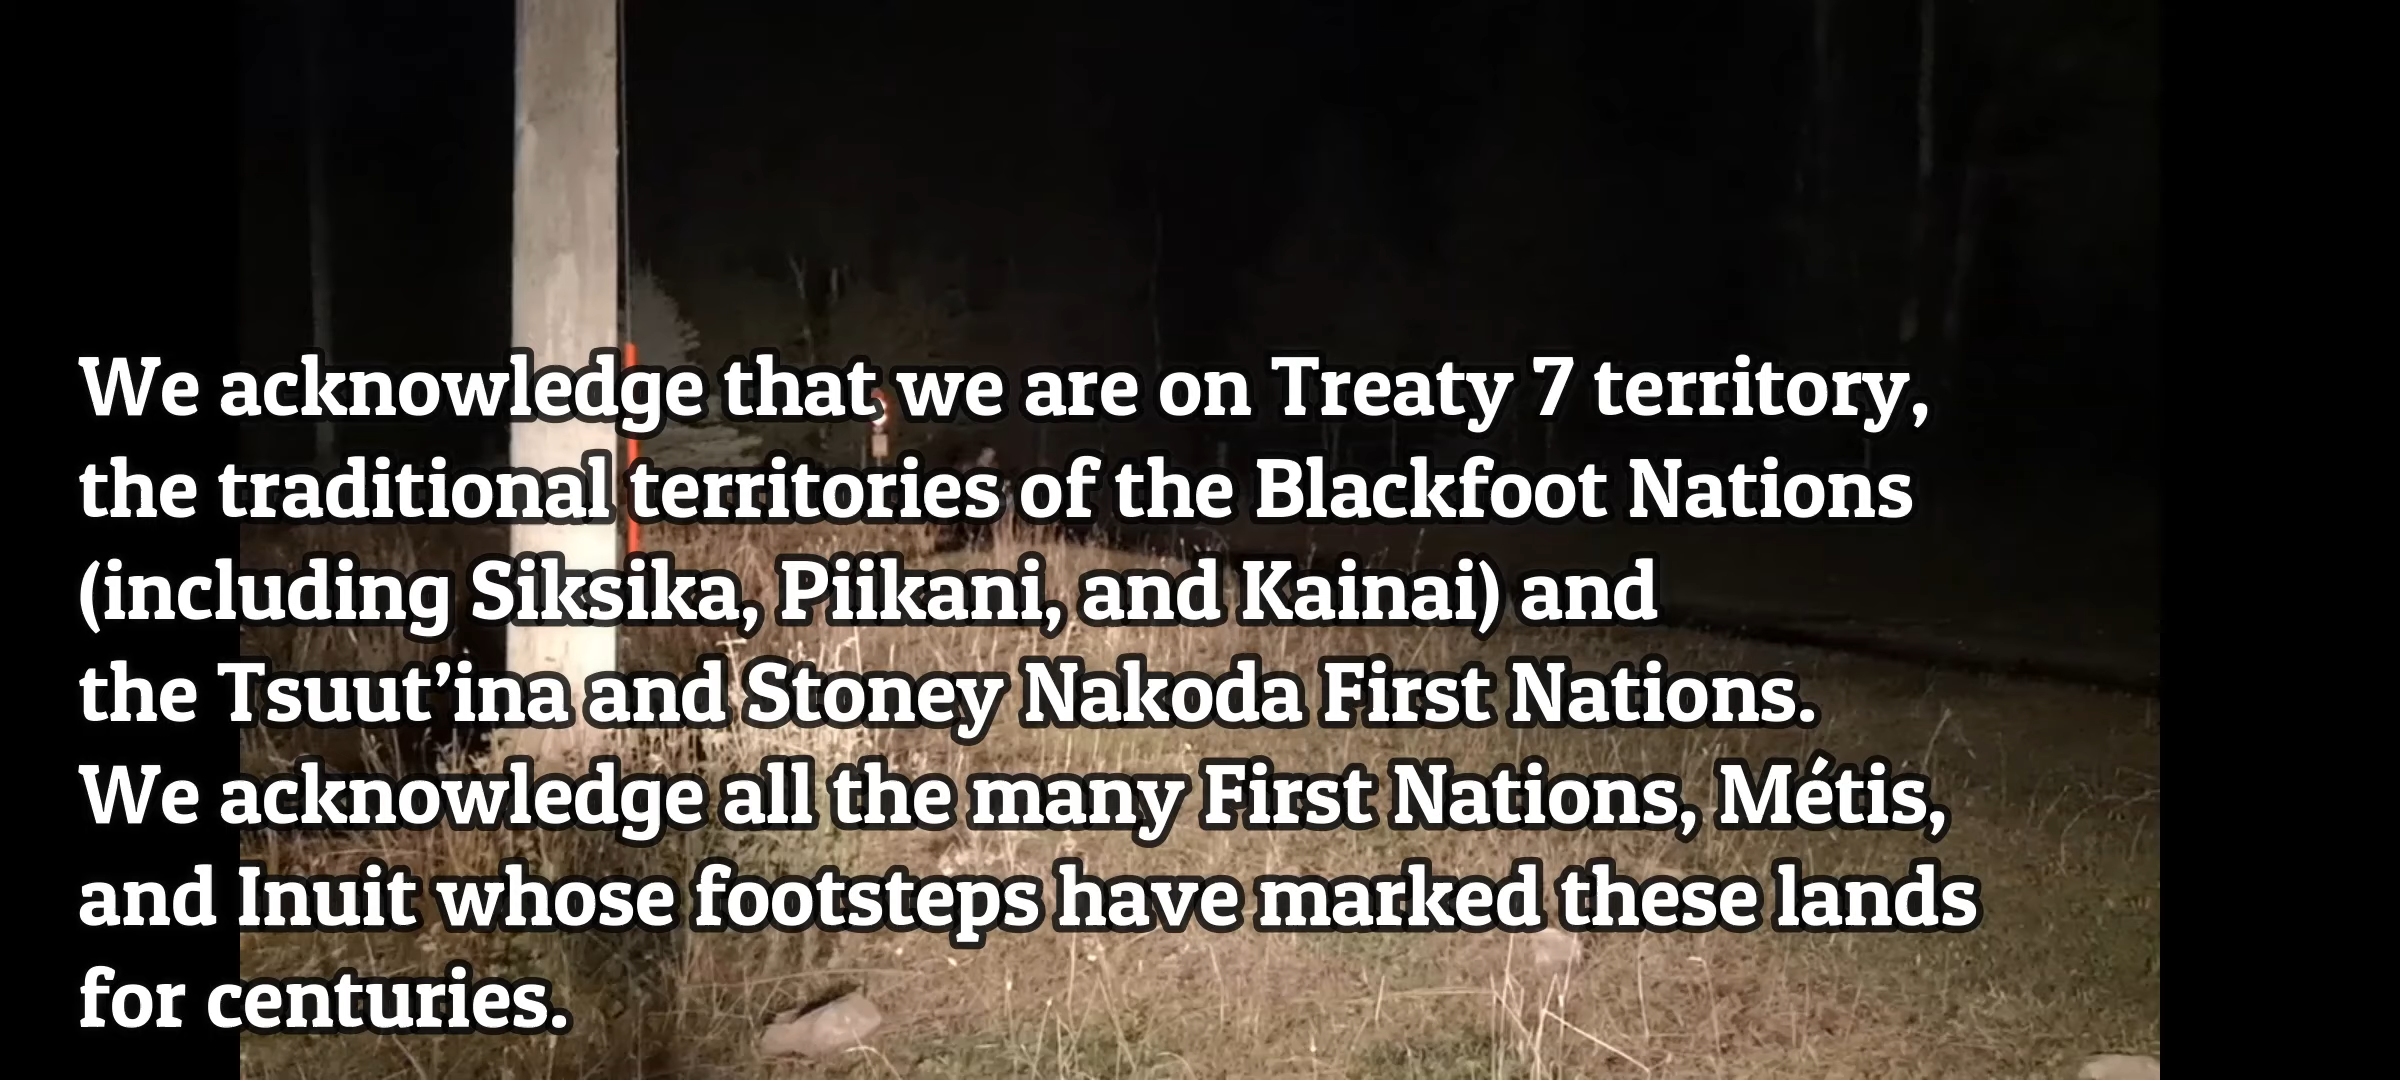 We acknowledge that we are on Treaty 7 territory,
the traditional territories of the Blackfoot Nations
(including Siksika, Piikani, and Kainai) and
the Tsuut’ina and Stoney Nakoda First Nations.
We acknowledge all the many First Nations, Métis,
and Inuit whose footsteps have marked these lands
for centuries.